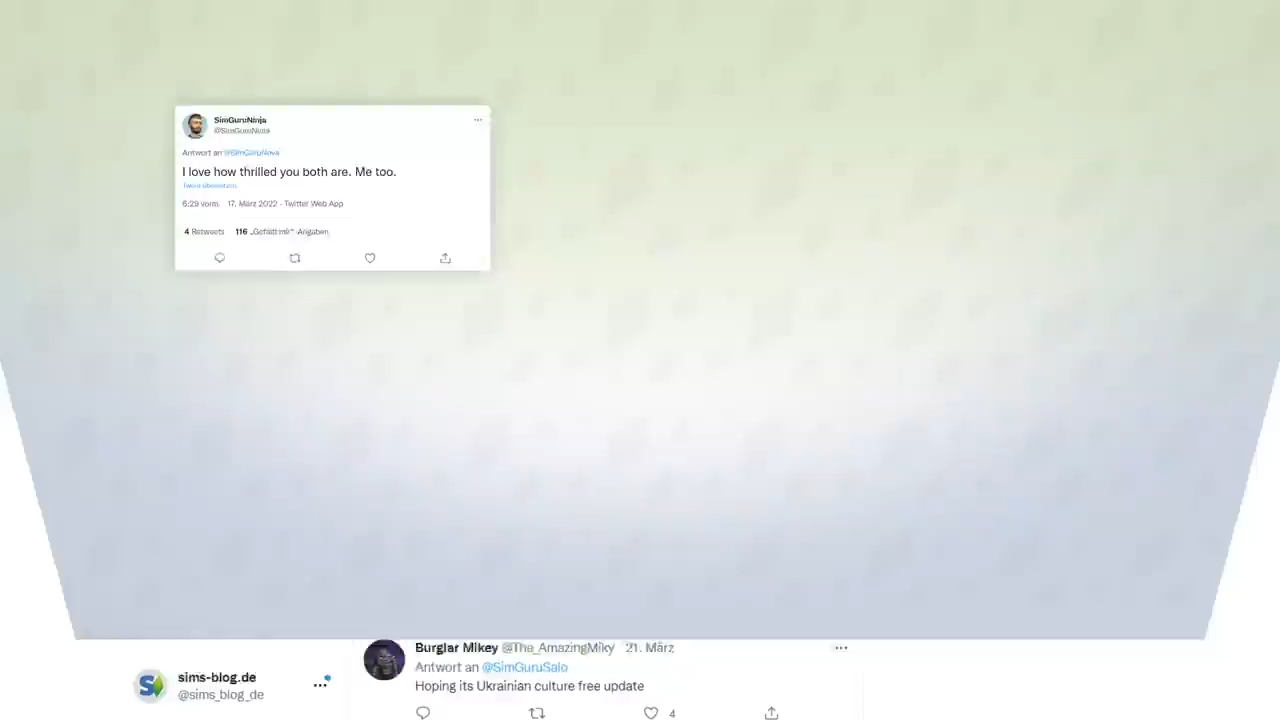 SimGuruNinja
@SimGuruNinja
Antwort an @SimGuruNova
I love how thrilled you both are. Me too.
Tweet übersetzen
6:29 vorm. 17. März 2022 · Twitter Web App
4 Retweets 116 „Gefällt mir“-Angaben
Burglar Mikey @The_AmazingMiky 21. März
Antwort an @SimGuruSalo
Hoping its Ukrainian culture free update
4
sims-blog.de
@sims_blog_de